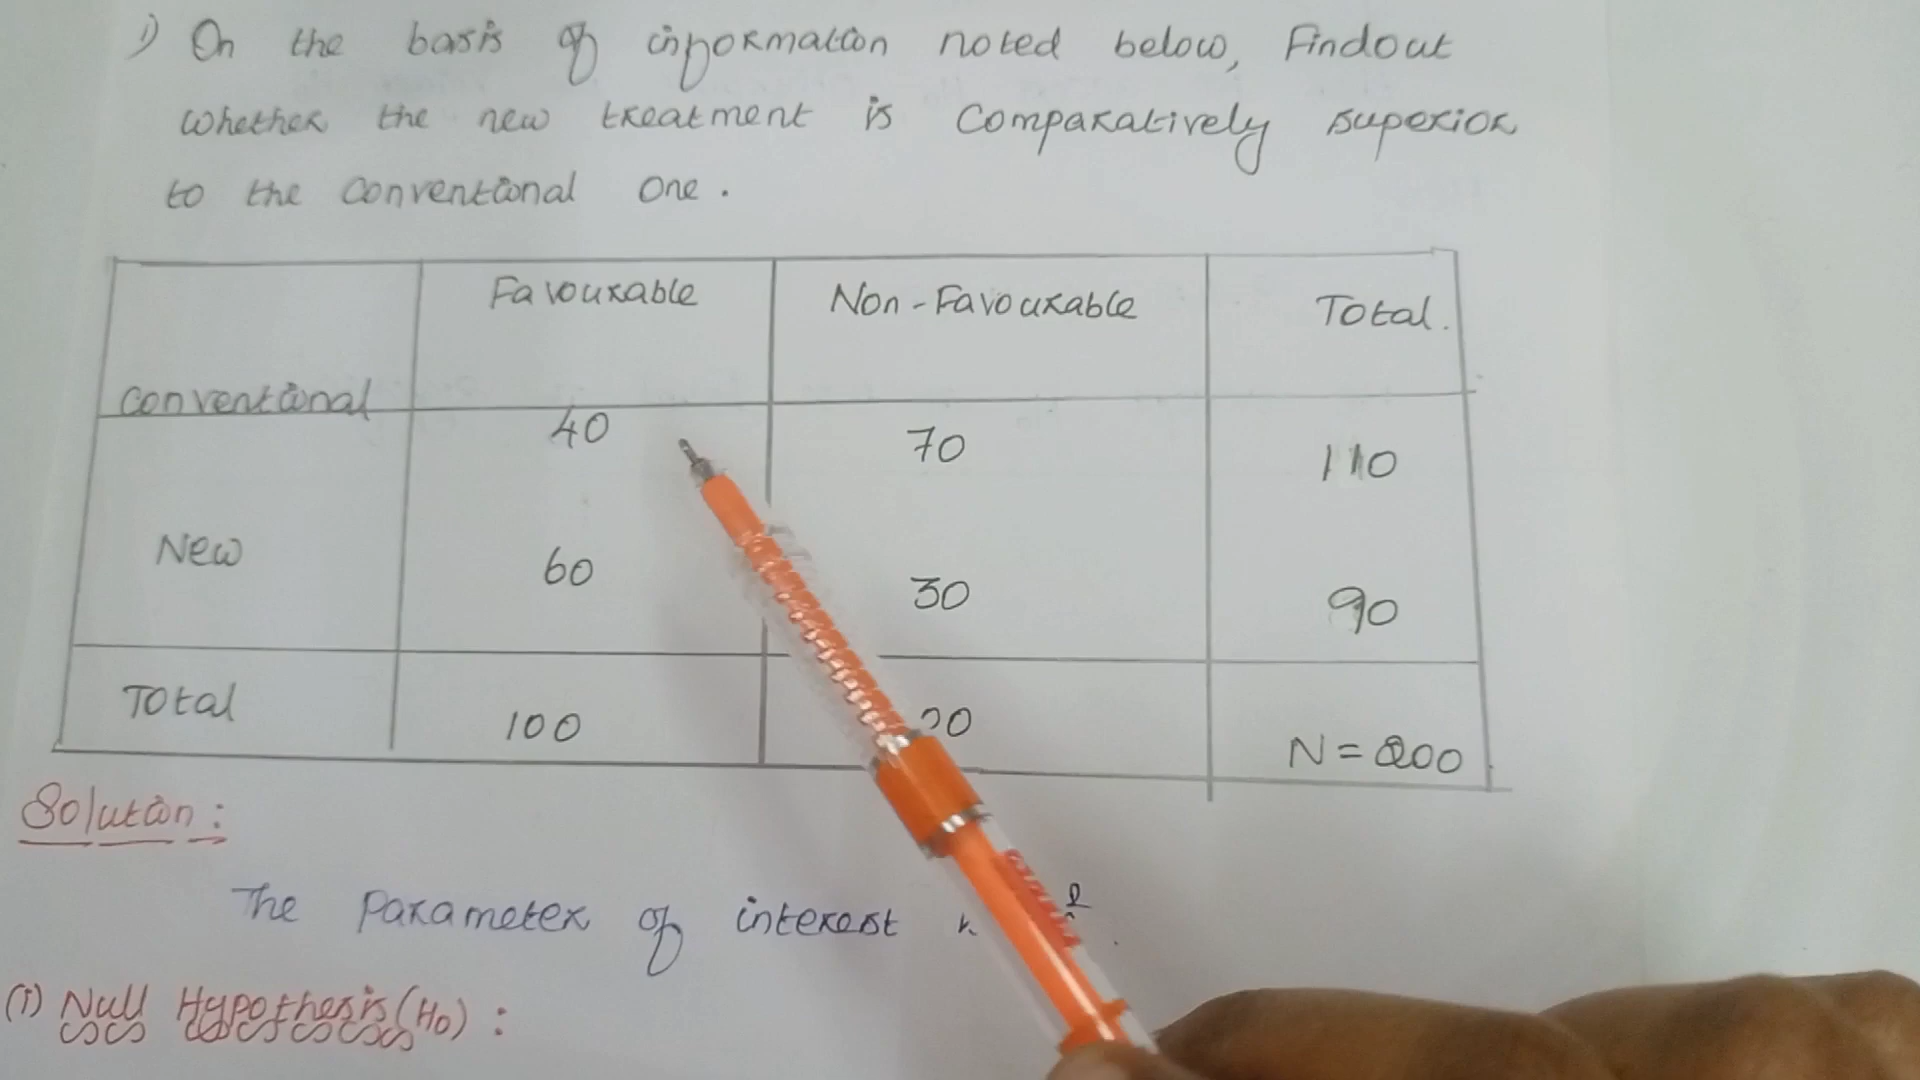 i) On the basis of information noted below, Findout
whether the new treatment is comparatively superior
to the conventional one.
Favourable Non-Favourable Total.
conventional 40 70 110
New 60 30 90
Total 100 00 N = 200
Solution:
The Parameter of interest
(i) Null Hypothesis (H0) :